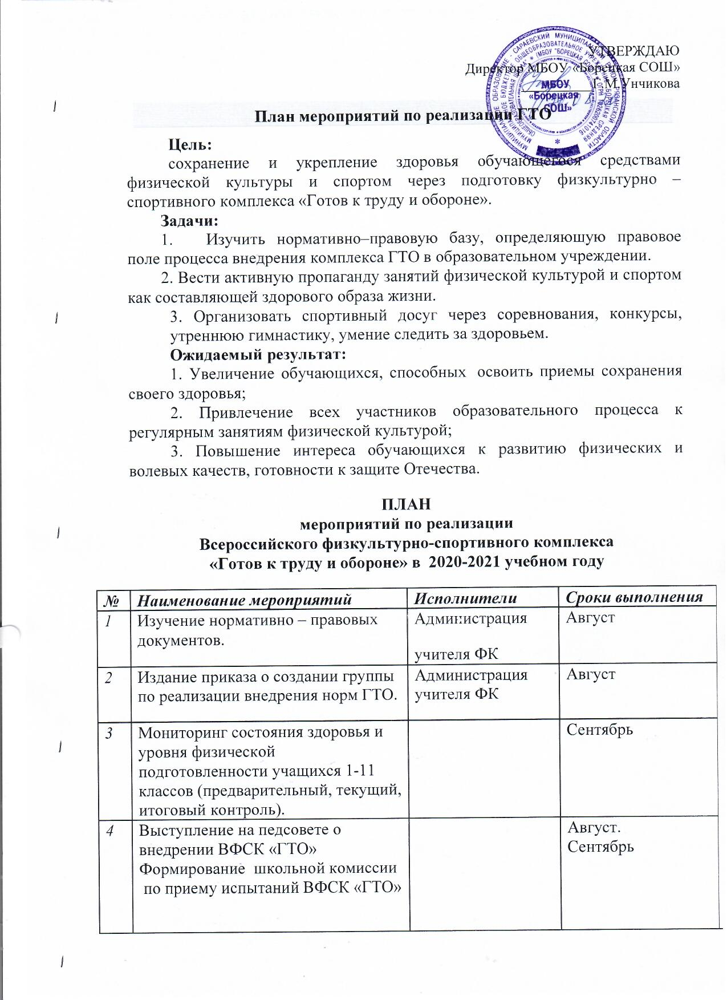 УТВЕРЖДАЮ
Директор МБОУ «Борецкая СОШ»
Г.М.Унчикова
МБОУ
«Борецкая
СОШ»
План мероприятий по реализации ГТО
Цель:
сохранение и укрепление здоровья обучающегося средствами
физической культуры и спортом через подготовку физкультурно –
спортивного комплекса «Готов к труду и обороне».
Задачи:
1. Изучить нормативно–правовую базу, определяюшую правовое
поле процесса внедрения комплекса ГТО в образовательном учреждении.
2. Вести активную пропаганду занятий физической культурой и спортом
как составляющей здорового образа жизни.
3. Организовать спортивный досуг через соревнования, конкурсы,
утреннюю гимнастику, умение следить за здоровьем.
Ожидаемый результат:
1. Увеличение обучающихся, способных освоить приемы сохранения
своего здоровья;
2. Привлечение всех участников образовательного процесса к
регулярным занятиям физической культурой;
3. Повышение интереса обучающихся к развитию физических и
волевых качеств, готовности к защите Отечества.
ПЛАН
мероприятий по реализации
Всероссийского физкультурно-спортивного комплекса
«Готов к труду и обороне» в 2020-2021 учебном году
№ Наименование мероприятий Исполнители Сроки выполнения
1 Изучение нормативно – правовых Администрация Август
документов.
учителя ФК
2 Издание приказа о создании группы Администрация Август
по реализации внедрения норм ГТО. учителя ФК
3 Мониторинг состояния здоровья и Сентябрь
уровня физической
подготовленности учащихся 1-11
классов (предварительный, текущий,
итоговый контроль).
4 Выступление на педсовете о Август.
внедрении ВФСК «ГТО» Сентябрь
Формирование школьной комиссии
по приему испытаний ВФСК «ГТО»